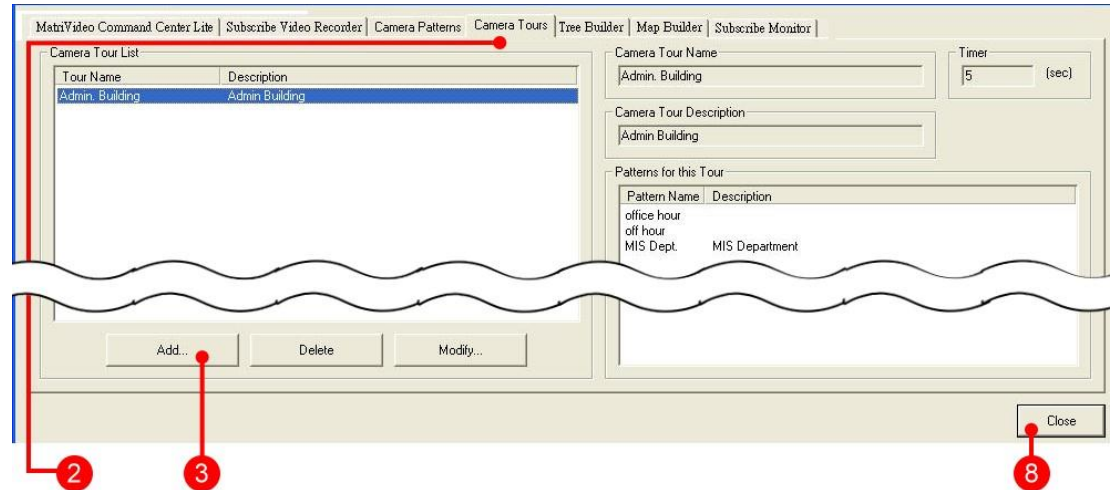 MatriVideo Command Center Lite Subscribe Video Recorder Camera Patterns Camera Tours Tree Builder Map Builder Subscribe Monitor
Camera Tour List
Tour Name Description
Admin. Building Admin Building
Add... Delete Modify...
Camera Tour Name
Admin. Building
Timer
5 (sec)
Camera Tour Description
Admin Building
Patterns for this Tour
Pattern Name Description
office hour
off hour
MIS Dept. MIS Department
Close
2 3 8